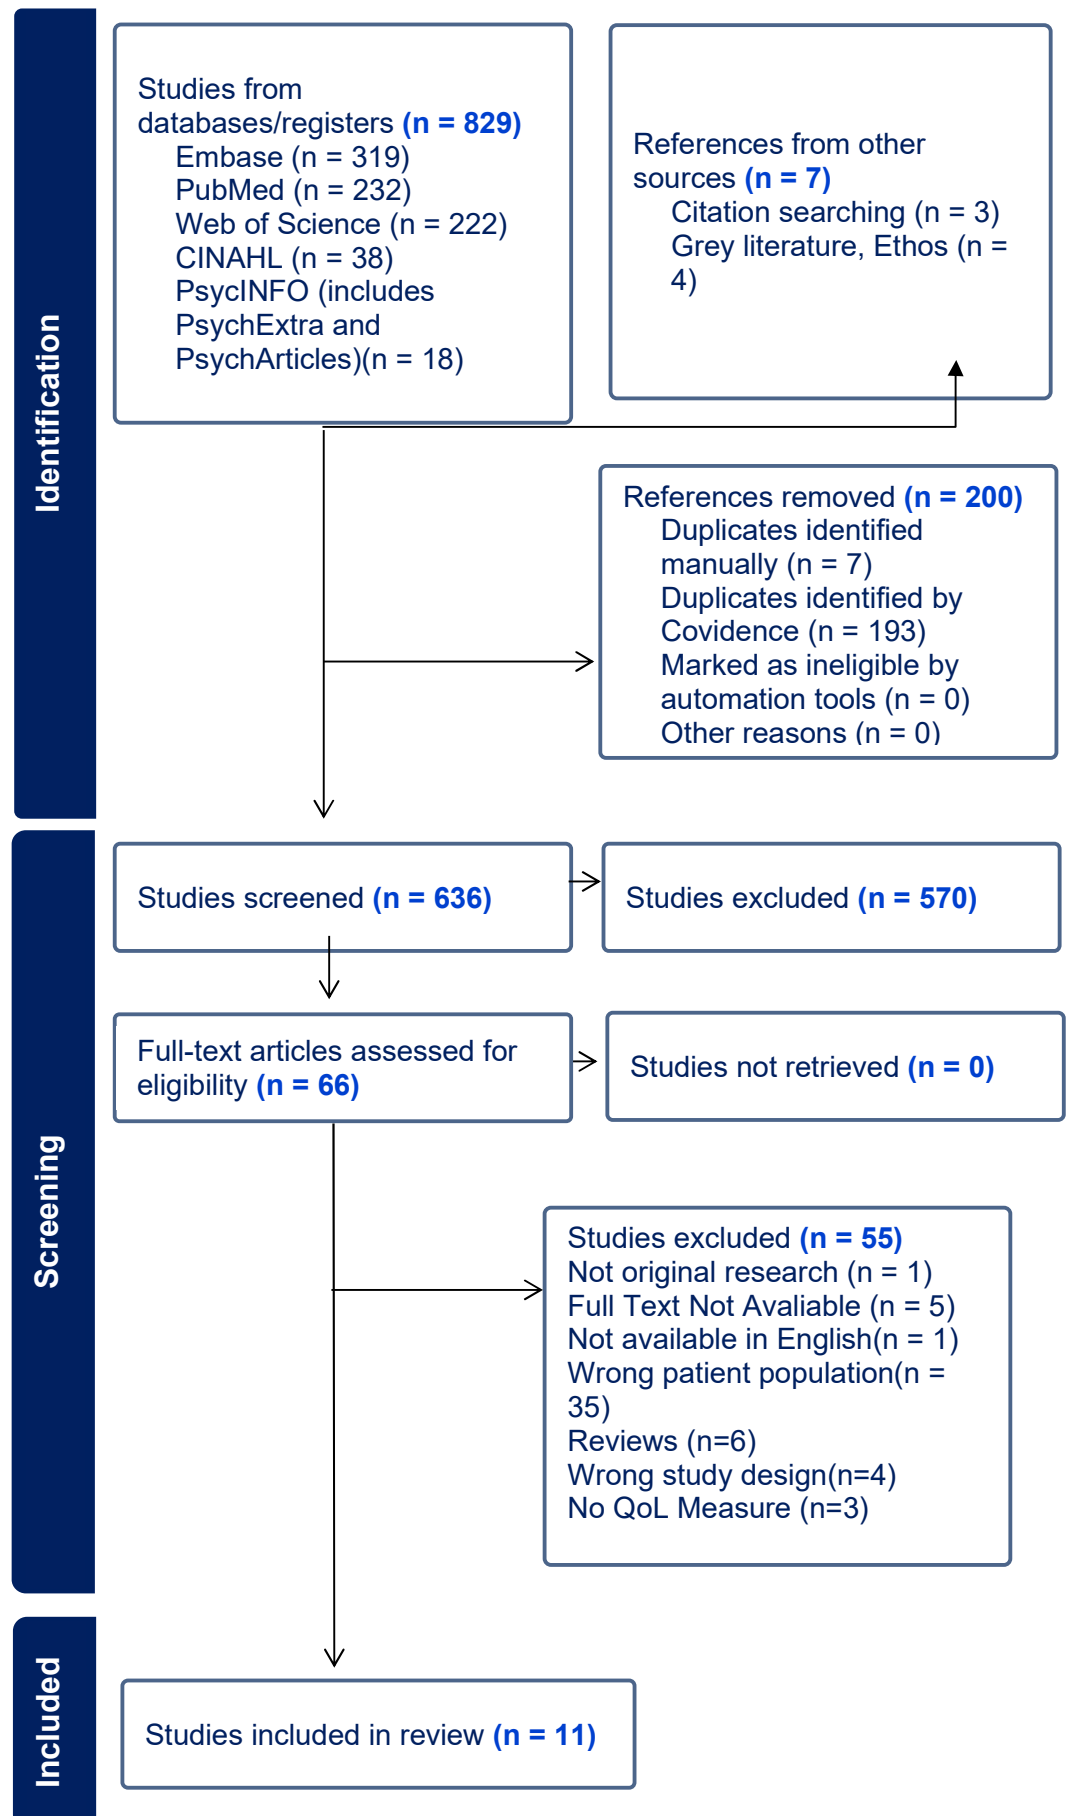 Identification
Studies from
databases/registers (n = 829)
Embase (n = 319)
PubMed (n = 232)
Web of Science (n = 222)
CINAHL (n = 38)
PsycINFO (includes
PsychExtra and
PsychArticles)(n = 18)
References from other
sources (n = 7)
Citation searching (n = 3)
Grey literature, Ethos (n =
4)
References removed (n = 200)
Duplicates identified
manually (n = 7)
Duplicates identified by
Covidence (n = 193)
Marked as ineligible by
automation tools (n = 0)
Other reasons (n = 0)
Screening
Studies screened (n = 636)
Studies excluded (n = 570)
Full-text articles assessed for
eligibility (n = 66)
Studies not retrieved (n = 0)
Studies excluded (n = 55)
Not original research (n = 1)
Full Text Not Avaliable (n = 5)
Not available in English(n = 1)
Wrong patient population(n =
35)
Reviews (n=6)
Wrong study design(n=4)
No QoL Measure (n=3)
Included
Studies included in review (n = 11)